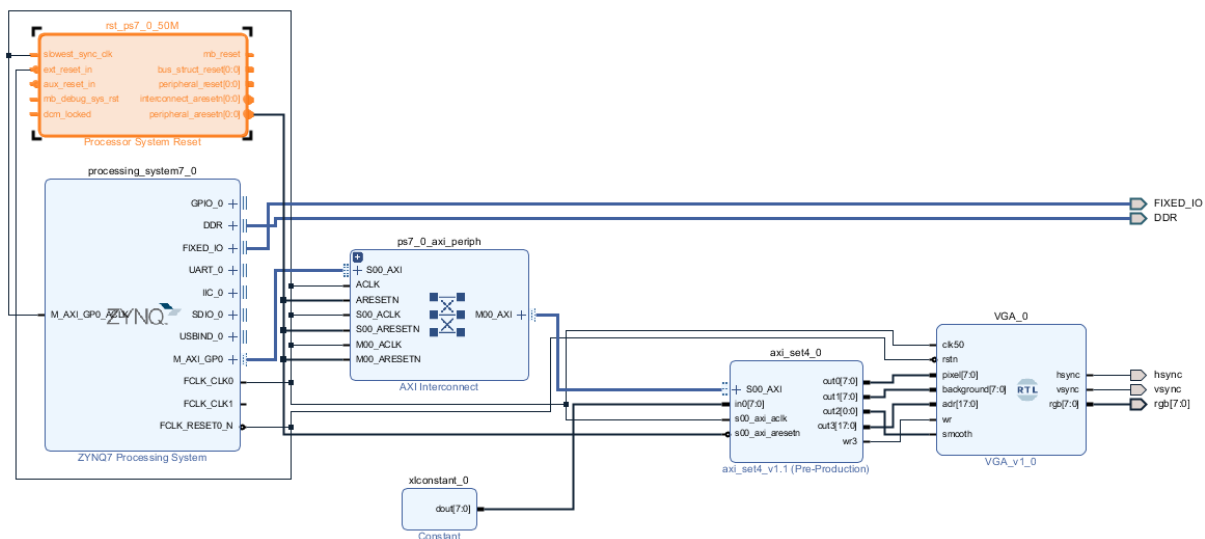 rst_ps7_0_50M
slowest_sync_clk
mb_reset
ext_reset_in
bus_struct_reset[0:0]
aux_reset_in
peripheral_reset[0:0]
mb_debug_sys_rst
interconnect_aresetn[0:0]
dcm_locked
peripheral_aresetn[0:0]
Processor System Reset
processing_system7_0
GPIO_0
DDR
FIXED_IO
UART_0
IIC_0
M_AXI_GP0_ACLK
ZYNQ
SDIO_0
USBIND_0
M_AXI_GP0
FCLK_CLK0
FCLK_CLK1
FCLK_RESET0_N
ZYNQ7 Processing System
ps7_0_axi_periph
S00_AXI
ACLK
ARESETN
S00_ACLK
M00_AXI
S00_ARESETN
M00_ACLK
M00_ARESETN
AXI Interconnect
xlconstant_0
dout[7:0]
Constant
axi_set4_0
S00_AXI
out0[7:0]
in0[7:0]
out1[7:0]
s00_axi_aclk
out2[0:0]
s00_axi_aresetn
out3[17:0]
wr3
axi_set4_v1.1 (Pre-Production)
VGA_0
clk50
rstn
pixel[7:0]
hsync
background[7:0]
RTL
vsync
adr[17:0]
rgb[7:0]
wr
smooth
VGA_v1_0
FIXED_IO
DDR
hsync
vsync
rgb[7:0]